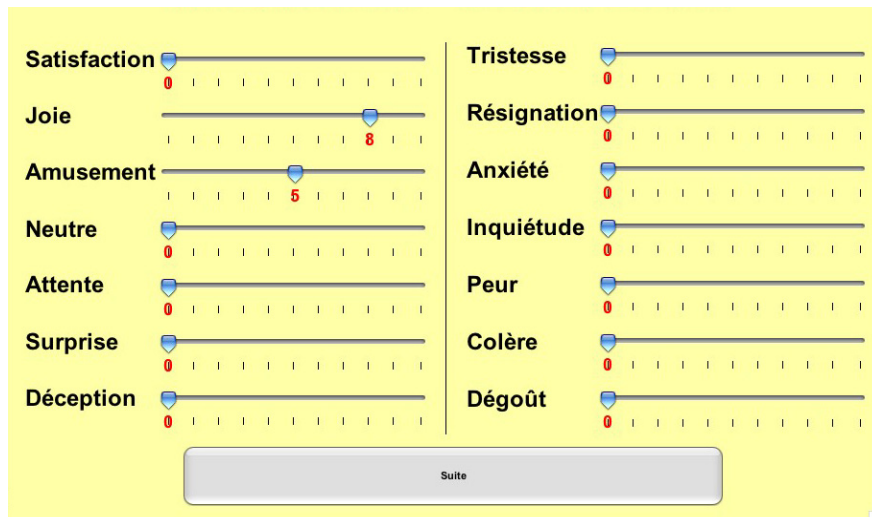 Satisfaction
0
Joie
8
Amusement
5
Neutre
0
Attente
0
Surprise
0
Déception
0
Tristesse
0
Résignation
0
Anxiété
0
Inquiétude
0
Peur
0
Colère
0
Dégoût
0
Suite